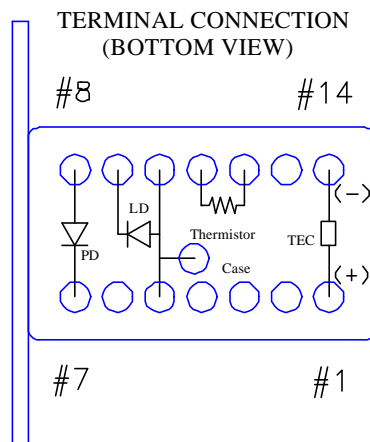 TERMINAL CONNECTION
(BOTTOM VIEW)
#8 #14
LD
(-)
Thermistor
TEC
PD
Case
(+)
#7 #1